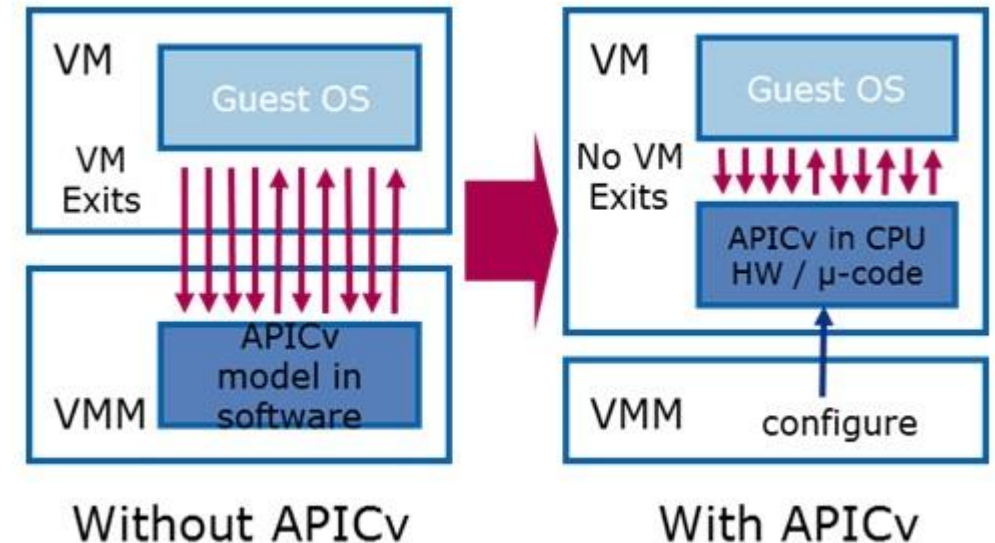 VM
Guest OS
VM
Exits
APICv
model in
software
VMM
Without APICv
VM
Guest OS
No VM
Exits
APICv in CPU
HW / μ-code
VMM
configure
With APICv